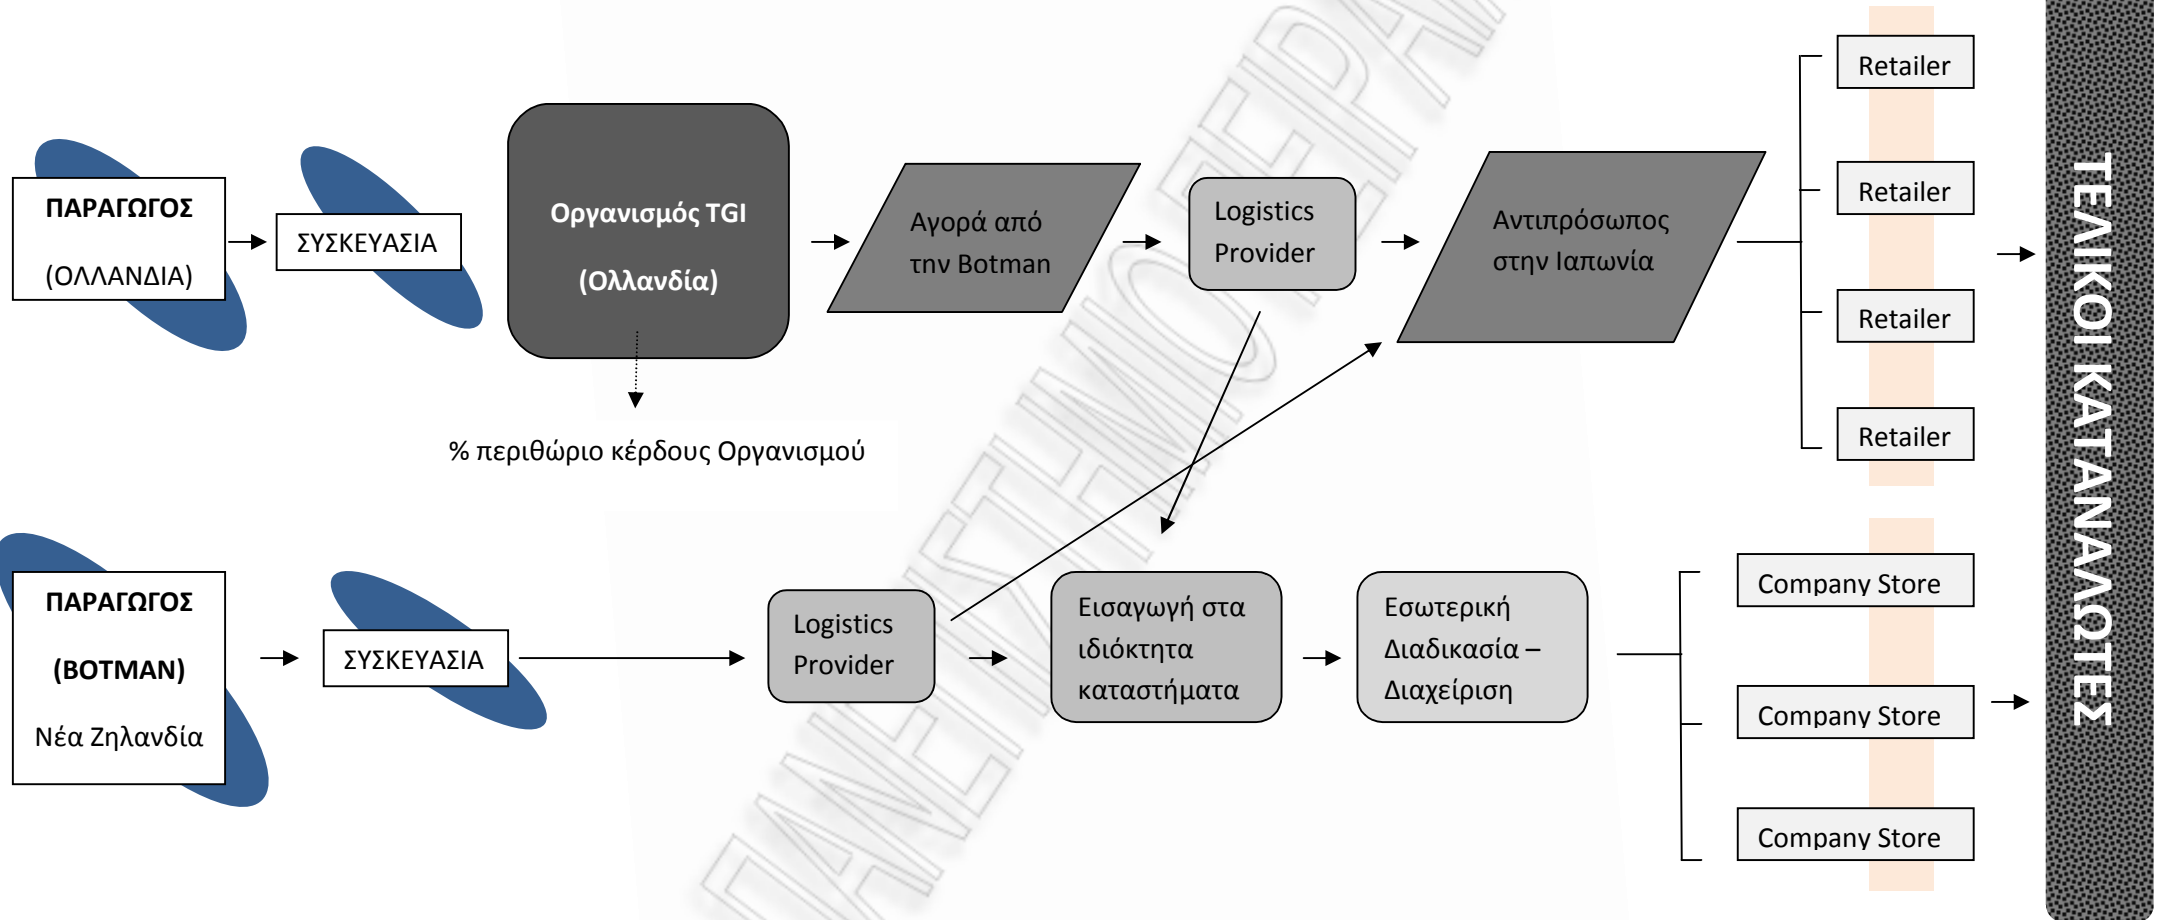 ΠΑΡΑΓΩΓΟΣ
(ΟΛΛΑΝΔΙΑ)
ΣΥΣΚΕΥΑΣΙΑ
Οργανισμός TGI
(Ολλανδία)
% περιθώριο κέρδους Οργανισμού
Αγορά από
την Botman
Logistics
Provider
Αντιπρόσωπος
στην Ιαπωνία
Retailer
Retailer
Retailer
Retailer
ΠΑΡΑΓΩΓΟΣ
(BOTMAN)
Νέα Ζηλανδία
ΣΥΣΚΕΥΑΣΙΑ
Logistics
Provider
Εισαγωγή στα
ιδιόκτητα
καταστήματα
Εσωτερική
Διαδικασία –
Διαχείριση
Company Store
Company Store
Company Store
ΤΕΛΙΚΟΙ ΚΑΤΑΝΑΛΩΤΕΣ